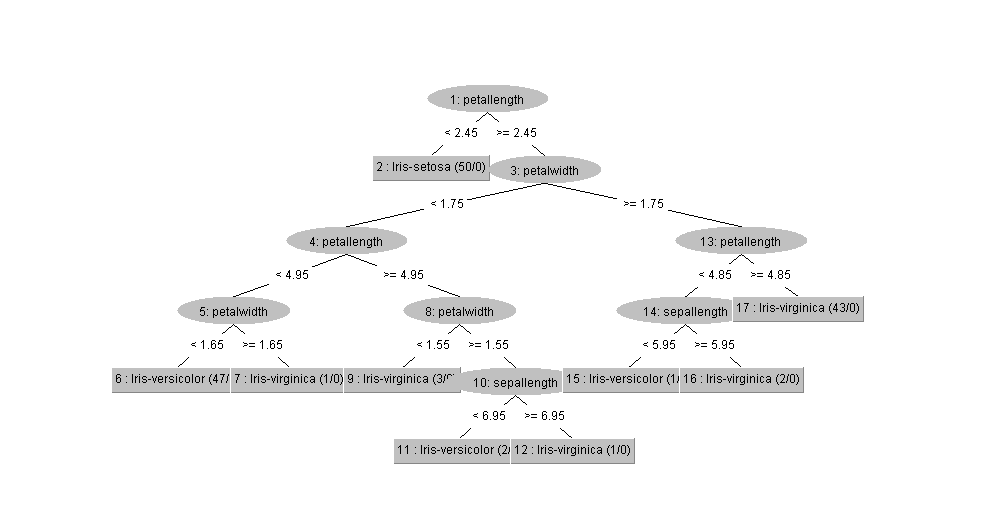 1: petallength
< 2.45 >= 2.45
2 : Iris-setosa (50/0) 3: petalwidth
< 1.75 >= 1.75
4: petallength 13: petallength
< 4.95 >= 4.95 < 4.85 >= 4.85
5: petalwidth 8: petalwidth 14: sepallength 17 : Iris-virginica (43/0)
< 1.65 >= 1.65 < 1.55 >= 1.55 < 5.95 >= 5.95
6 : Iris-versicolor (47/ 7 : Iris-virginica (1/0) 9 : Iris-virginica (3/ 10: sepallength 15 : Iris-versicolor (1/ 16 : Iris-virginica (2/0)
< 6.95 >= 6.95
11 : Iris-versicolor (2/ 12 : Iris-virginica (1/0)